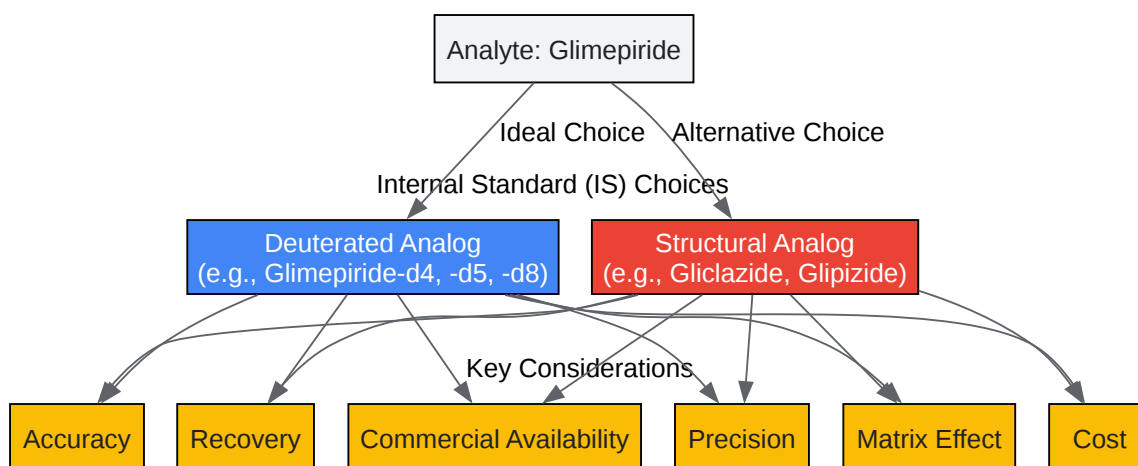 Analyte: Glimepiride
Ideal Choice
Alternative Choice
Internal Standard (IS) Choices
Deuterated Analog
(e.g., Glimepiride-d4, -d5, -d8)
Structural Analog
(e.g., Gliclazide, Glipizide)
Key Considerations
Accuracy
Recovery
Commercial Availability
Precision
Matrix Effect
Cost